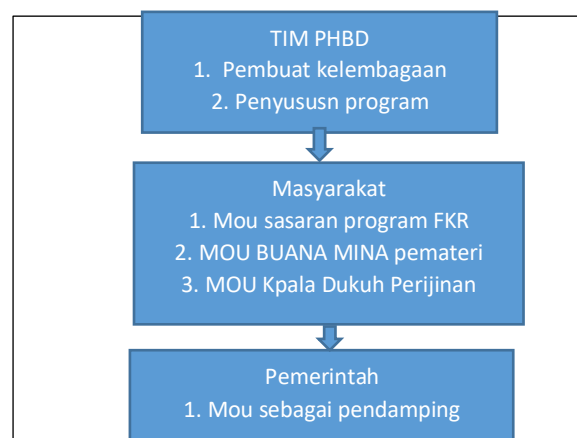 TIM PHBD
1. Pembuat kelembagaan
2. Penyususn program
Masyarakat
1. Mou sasaran program FKR
2. MOU BUANA MINA pemateri
3. MOU Kpala Dukuh Perijinan
Pemerintah
1. Mou sebagai pendamping